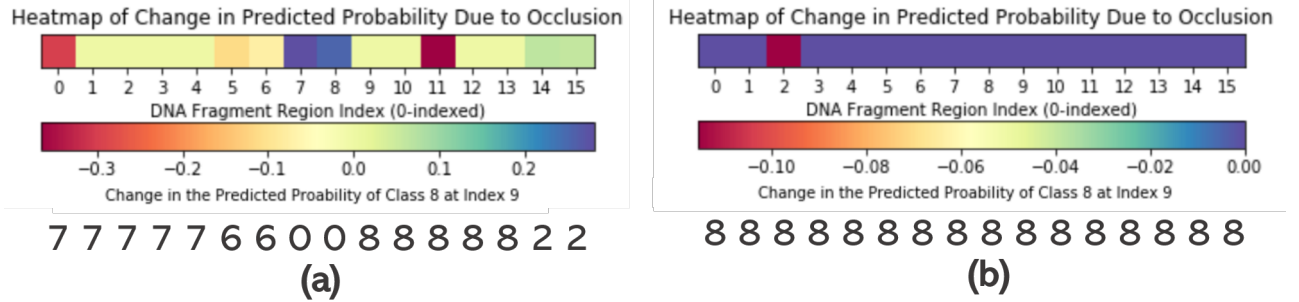 Heatmap of Change in Predicted Probability Due to Occlusion
0 1 2 3 4 5 6 7 8 9 10 11 12 13 14 15
DNA Fragment Region Index (0-indexed)
−0.3 −0.2 −0.1 0.0 0.1 0.2
Change in the Predicted Proability of Class 8 at Index 9
7 7 7 7 7 6 6 0 0 8 8 8 8 8 2 2
(a)
Heatmap of Change in Predicted Probability Due to Occlusion
0 1 2 3 4 5 6 7 8 9 10 11 12 13 14 15
DNA Fragment Region Index (0-indexed)
−0.10 −0.08 −0.06 −0.04 −0.02 0.00
Change in the Predicted Proability of Class 8 at Index 9
8 8 8 8 8 8 8 8 8 8 8 8 8 8 8 8
(b)